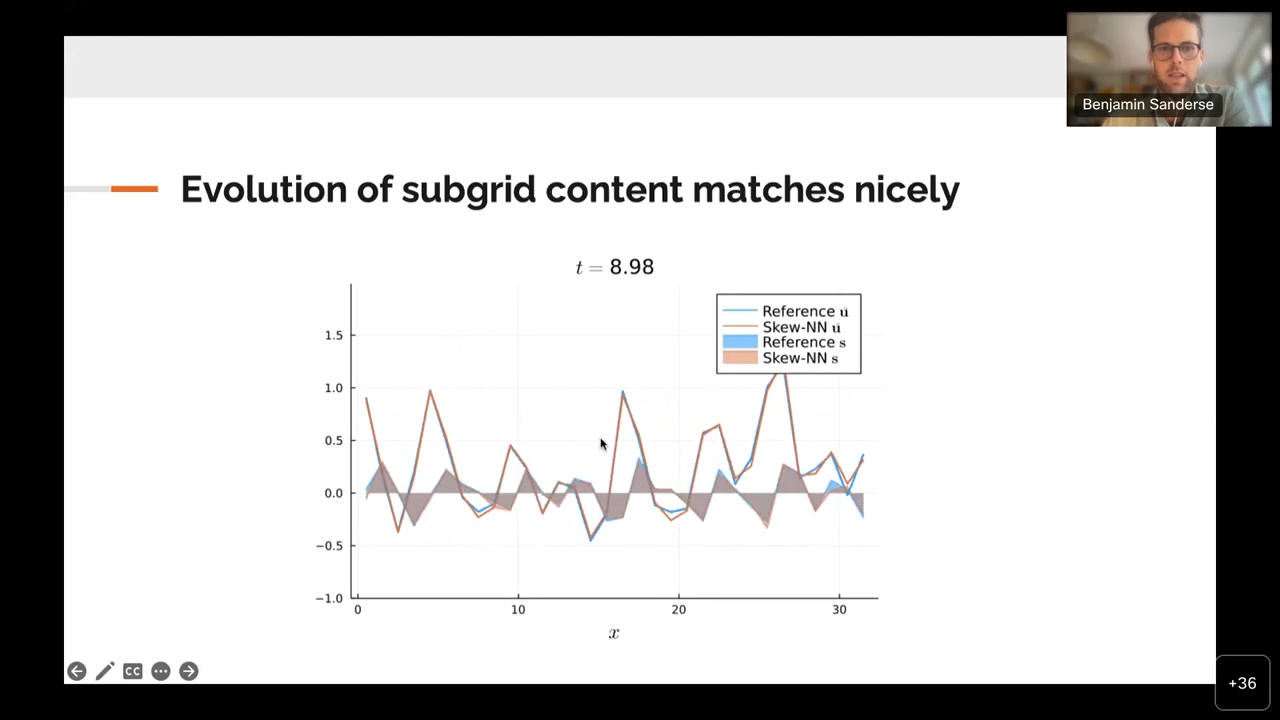 Benjamin Sanderse
Evolution of subgrid content matches nicely
t = 8.98
Reference ū
Skew-NN ū
Reference s
Skew-NN s
1.5
1.0
0.5
0.0
−0.5
−1.0
0 10 20 30
x
CC
+36